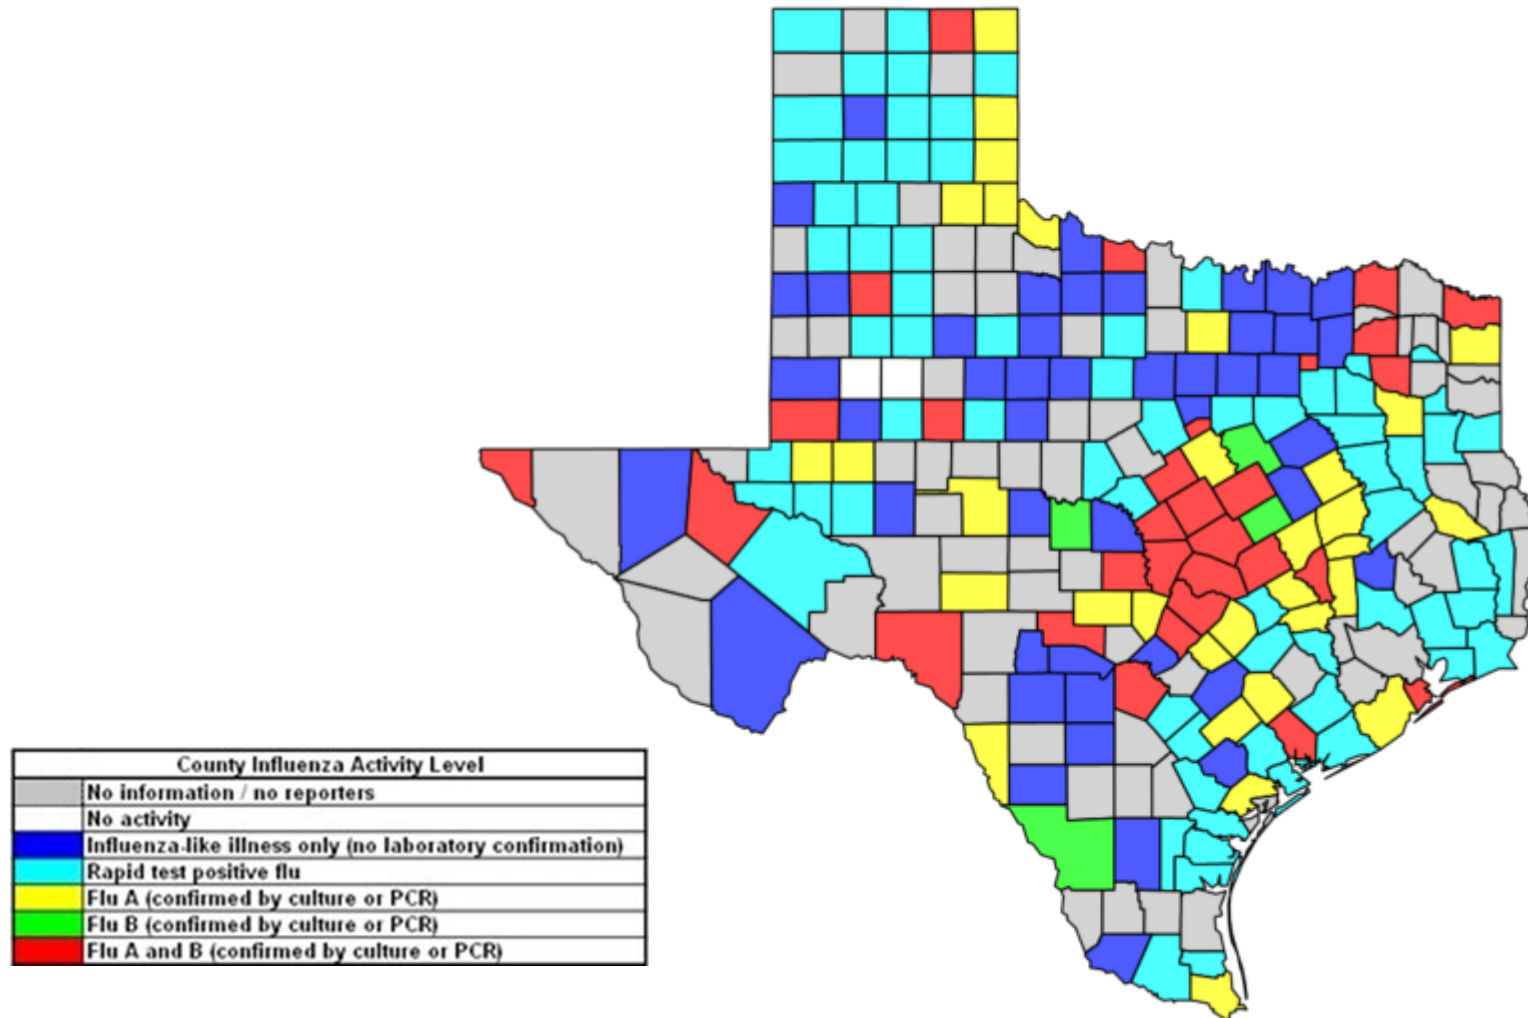 County Influenza Activity Level
No information / no reporters
No activity
Influenza-like illness only (no laboratory confirmation)
Rapid test positive flu
Flu A (confirmed by culture or PCR)
Flu B (confirmed by culture or PCR)
Flu A and B (confirmed by culture or PCR)